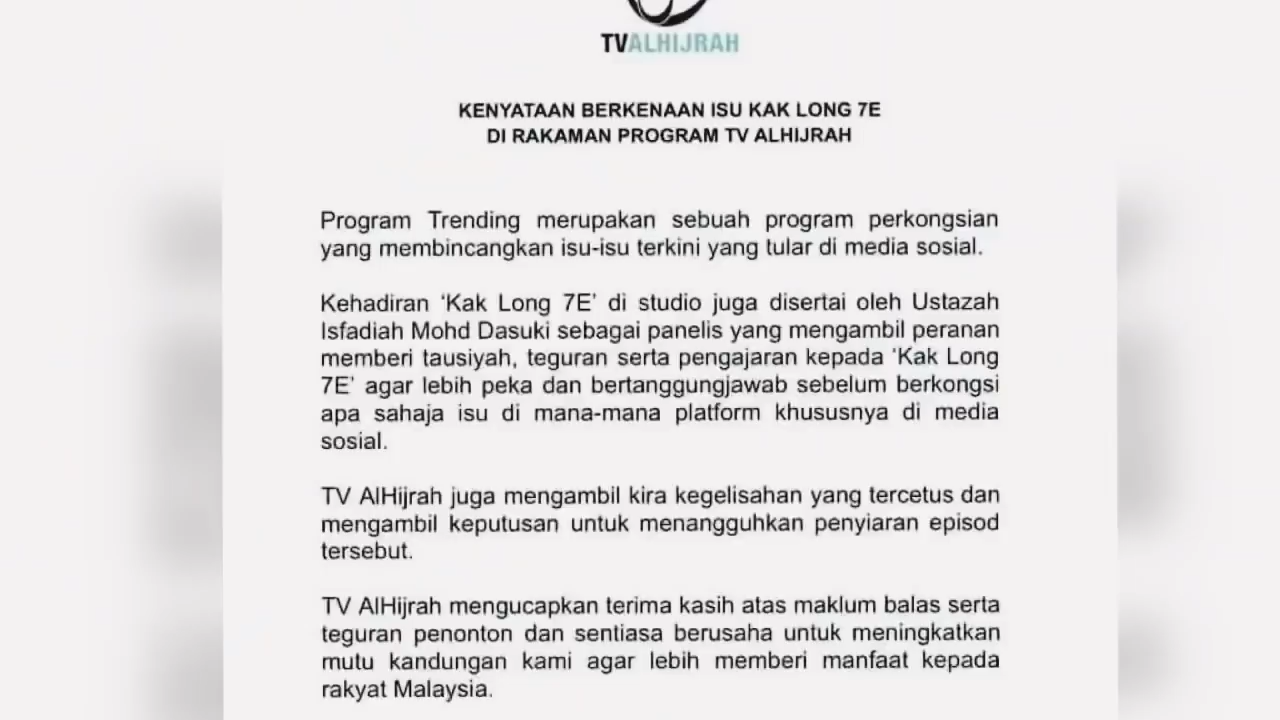 TVALHIJRAH
KENYATAAN BERKENAAN ISU KAK LONG 7E
DI RAKAMAN PROGRAM TV ALHIJRAH
Program Trending merupakan sebuah program perkongsian
yang membincangkan isu-isu terkini yang tular di media sosial.
Kehadiran ‘Kak Long 7E’ di studio juga disertai oleh Ustazah
Isfadiah Mohd Dasuki sebagai panelis yang mengambil peranan
memberi tausiyah, teguran serta pengajaran kepada ‘Kak Long
7E’ agar lebih peka dan bertanggungjawab sebelum berkongsi
apa sahaja isu di mana-mana platform khususnya di media
sosial.
TV AlHijrah juga mengambil kira kegelisahan yang tercetus dan
mengambil keputusan untuk menangguhkan penyiaran episod
tersebut.
TV AlHijrah mengucapkan terima kasih atas maklum balas serta
teguran penonton dan sentiasa berusaha untuk meningkatkan
mutu kandungan kami agar lebih memberi manfaat kepada
rakyat Malaysia.